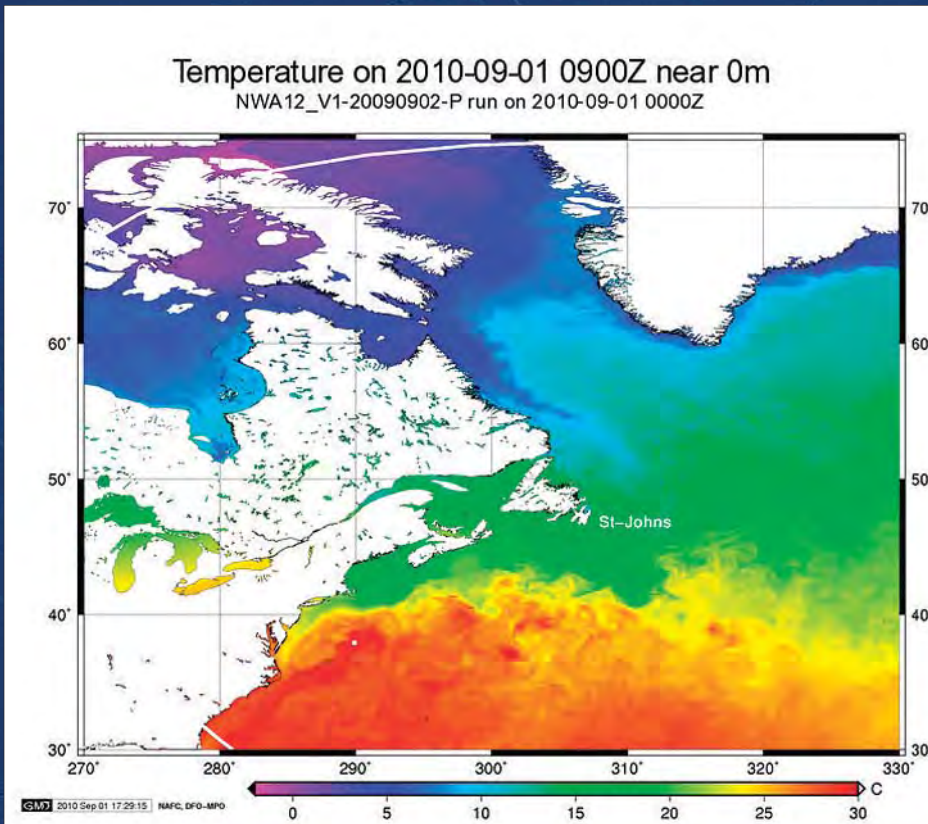 Temperature on 2010-09-01 0900Z near 0m
NWA12_V1-20090902-P run on 2010-09-01 0000Z
70° 70°
60° 60°
50° 50°
St-Johns
40° 40°
30° 30°
270° 280° 290° 300° 310° 320° 330°
C
GMD 2010 Sep 01 17:29:15 NAFC, DFO-MPO
0 5 10 15 20 25 30